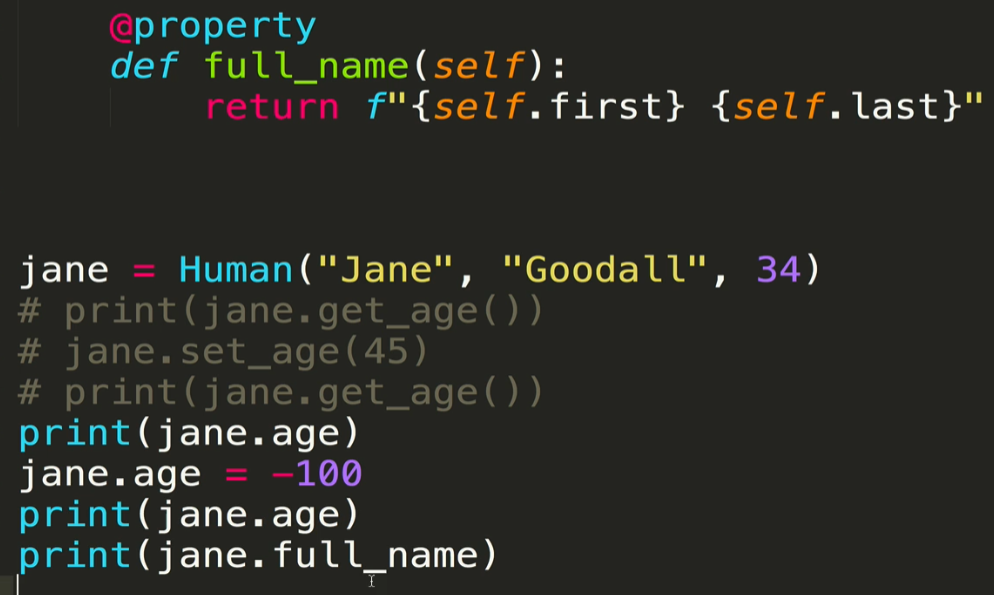 @property
def full_name(self):
return f"{self.first} {self.last}"
jane = Human("Jane", "Goodall", 34)
# print(jane.get_age())
# jane.set_age(45)
# print(jane.get_age())
print(jane.age)
jane.age = -100
print(jane.age)
print(jane.full_name)